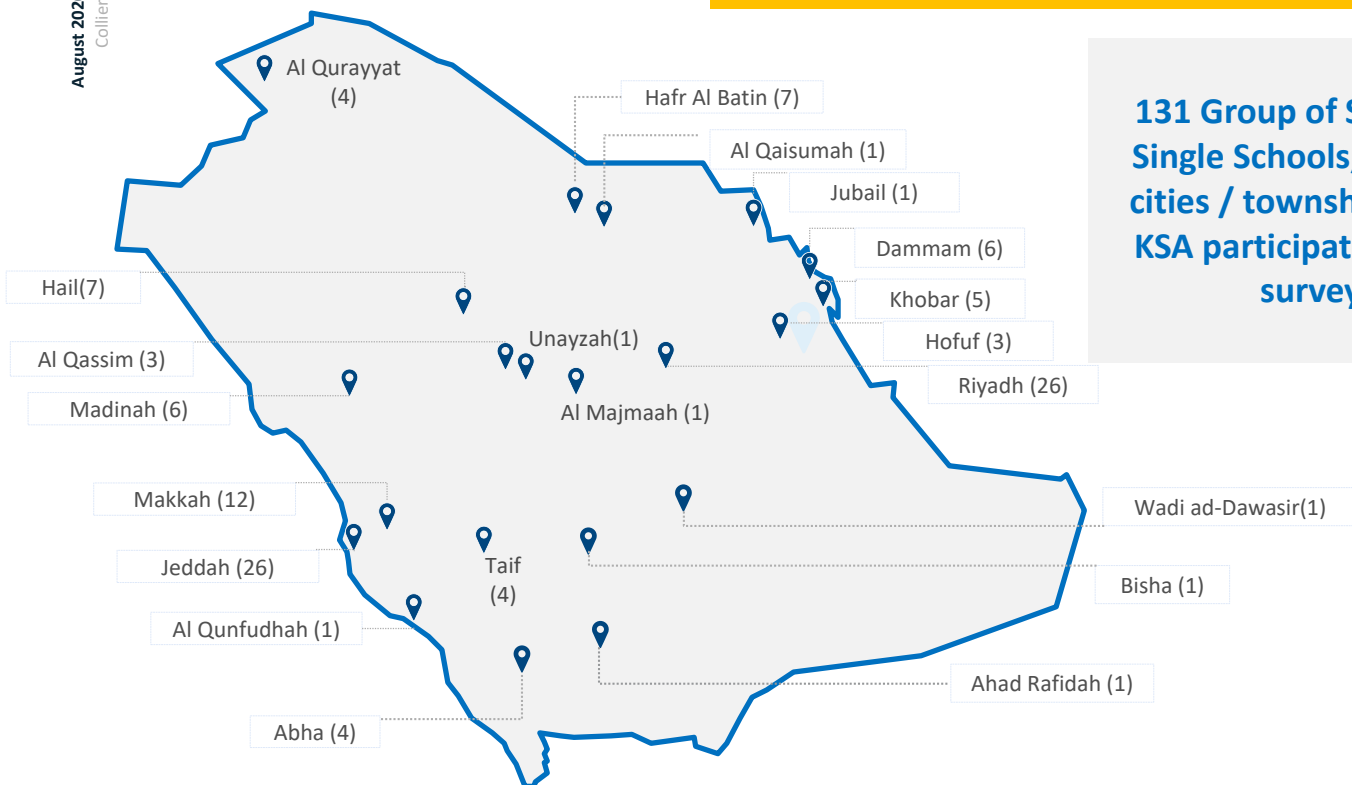 August 202
Collier
131 Group of
Single Schools,
cities / townsh
KSA participat
survey
Al Qurayyat
(4)
Hafr Al Batin (7)
Al Qaisumah (1)
Jubail (1)
Dammam (6)
Khobar (5)
Hofuf (3)
Riyadh (26)
Hail(7)
Unayzah(1)
Al Qassim (3)
Madinah (6)
Al Majmaah (1)
Makkah (12)
Wadi ad-Dawasir(1)
Jeddah (26)
Taif
(4)
Bisha (1)
Al Qunfudhah (1)
Ahad Rafidah (1)
Abha (4)